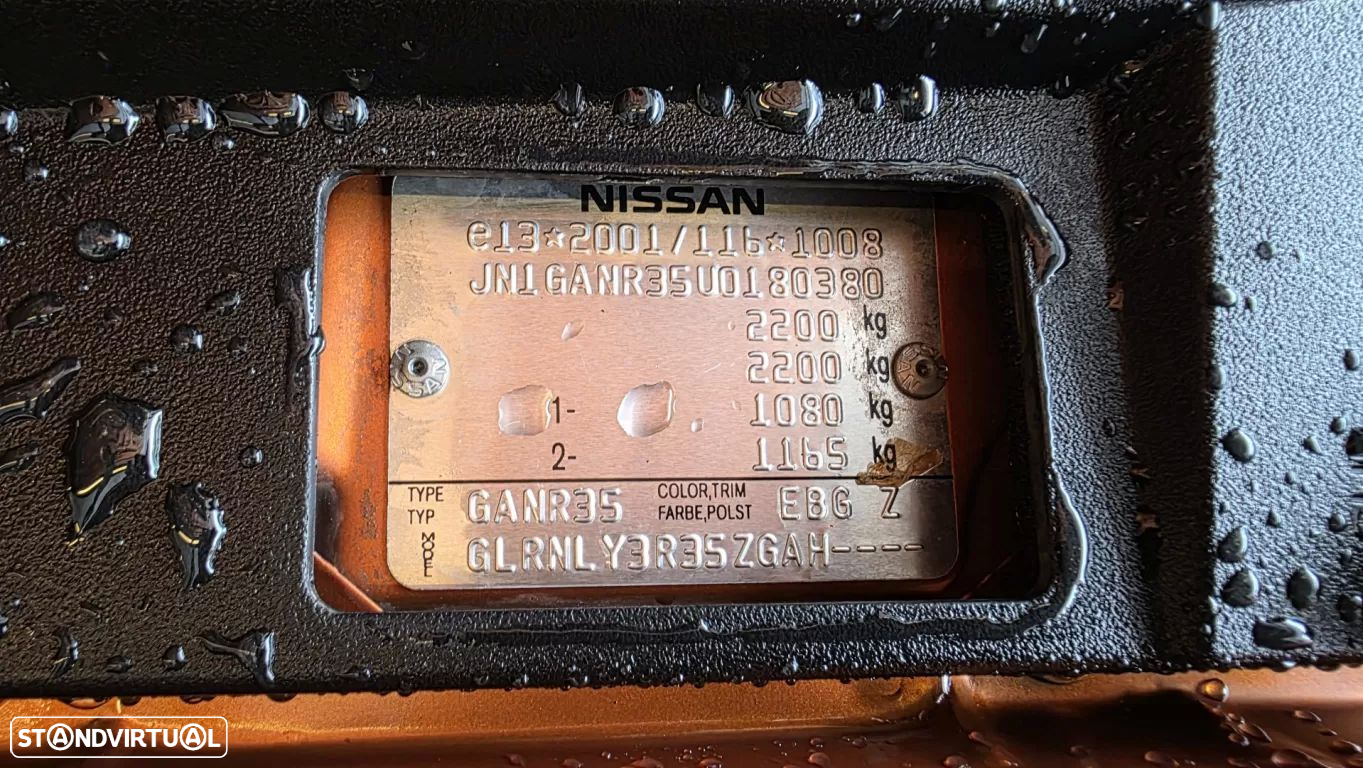 NISSAN
e13*2001/116*1008
JN1GANR35U0180380
2200 kg
2200 kg
1- 1080 kg
2- 1165 kg
TYPE TYP GANR35 COLOR,TRIM FARBE,POLST EBG Z
MODE GLRNLY3R35ZGAH----
STANDVIRTUAL